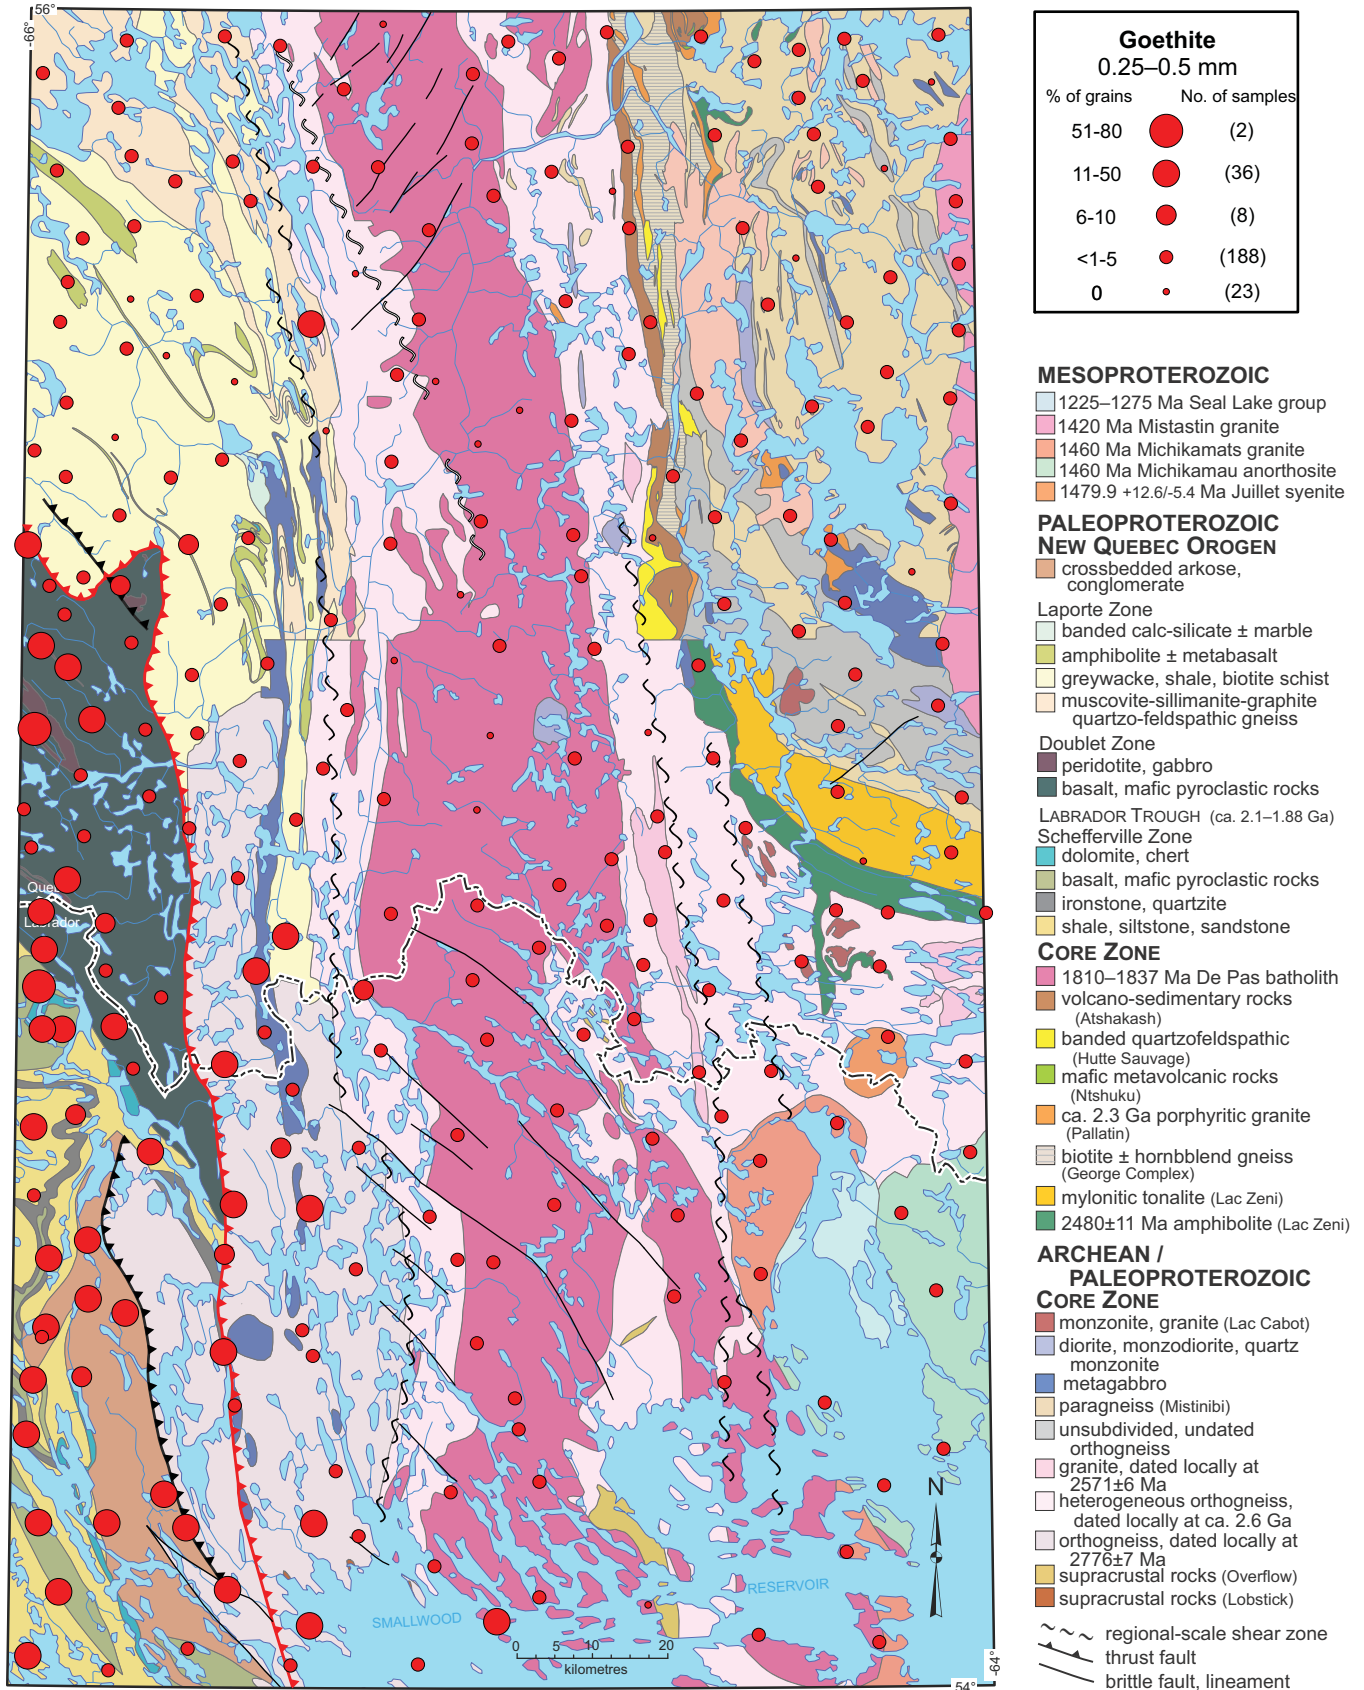 56°
-66°
Goethite
0.25–0.5 mm
% of grains No. of samples
51-80 (2)
11-50 (36)
6-10 (8)
<1-5 (188)
0 (23)
MESOPROTEROZOIC
1225–1275 Ma Seal Lake group
1420 Ma Mistastin granite
1460 Ma Michikamats granite
1460 Ma Michikamau anorthosite
1479.9 +12.6/-5.4 Ma Juillet syenite
PALEOPROTEROZOIC
NEW QUEBEC OROGEN
crossbedded arkose,
conglomerate
Laporte Zone
banded calc-silicate ± marble
amphibolite ± metabasalt
greywacke, shale, biotite schist
muscovite-sillimanite-graphite
quartzo-feldspathic gneiss
Doublet Zone
peridotite, gabbro
basalt, mafic pyroclastic rocks
LABRADOR TROUGH (ca. 2.1–1.88 Ga)
Schefferville Zone
dolomite, chert
basalt, mafic pyroclastic rocks
ironstone, quartzite
shale, siltstone, sandstone
CORE ZONE
1810–1837 Ma De Pas batholith
volcano-sedimentary rocks
(Atshakash)
banded quartzofeldspathic
(Hutte Sauvage)
mafic metavolcanic rocks
(Ntshuku)
ca. 2.3 Ga porphyritic granite
(Pallatin)
biotite ± hornbblend gneiss
(George Complex)
mylonitic tonalite (Lac Zeni)
2480±11 Ma amphibolite (Lac Zeni)
ARCHEAN /
PALEOPROTEROZOIC
CORE ZONE
monzonite, granite (Lac Cabot)
diorite, monzodiorite, quartz
monzonite
metagabbro
paragneiss (Mistinibi)
unsubdivided, undated
orthogneiss
granite, dated locally at
2571±6 Ma
heterogeneous orthogneiss,
dated locally at ca. 2.6 Ga
orthogneiss, dated locally at
2776±7 Ma
supracrustal rocks (Overflow)
supracrustal rocks (Lobstick)
regional-scale shear zone
thrust fault
brittle fault, lineament
Labrador
N
SMALLWOOD RESERVOIR
0 5 10 20
kilometres
-64°
54°